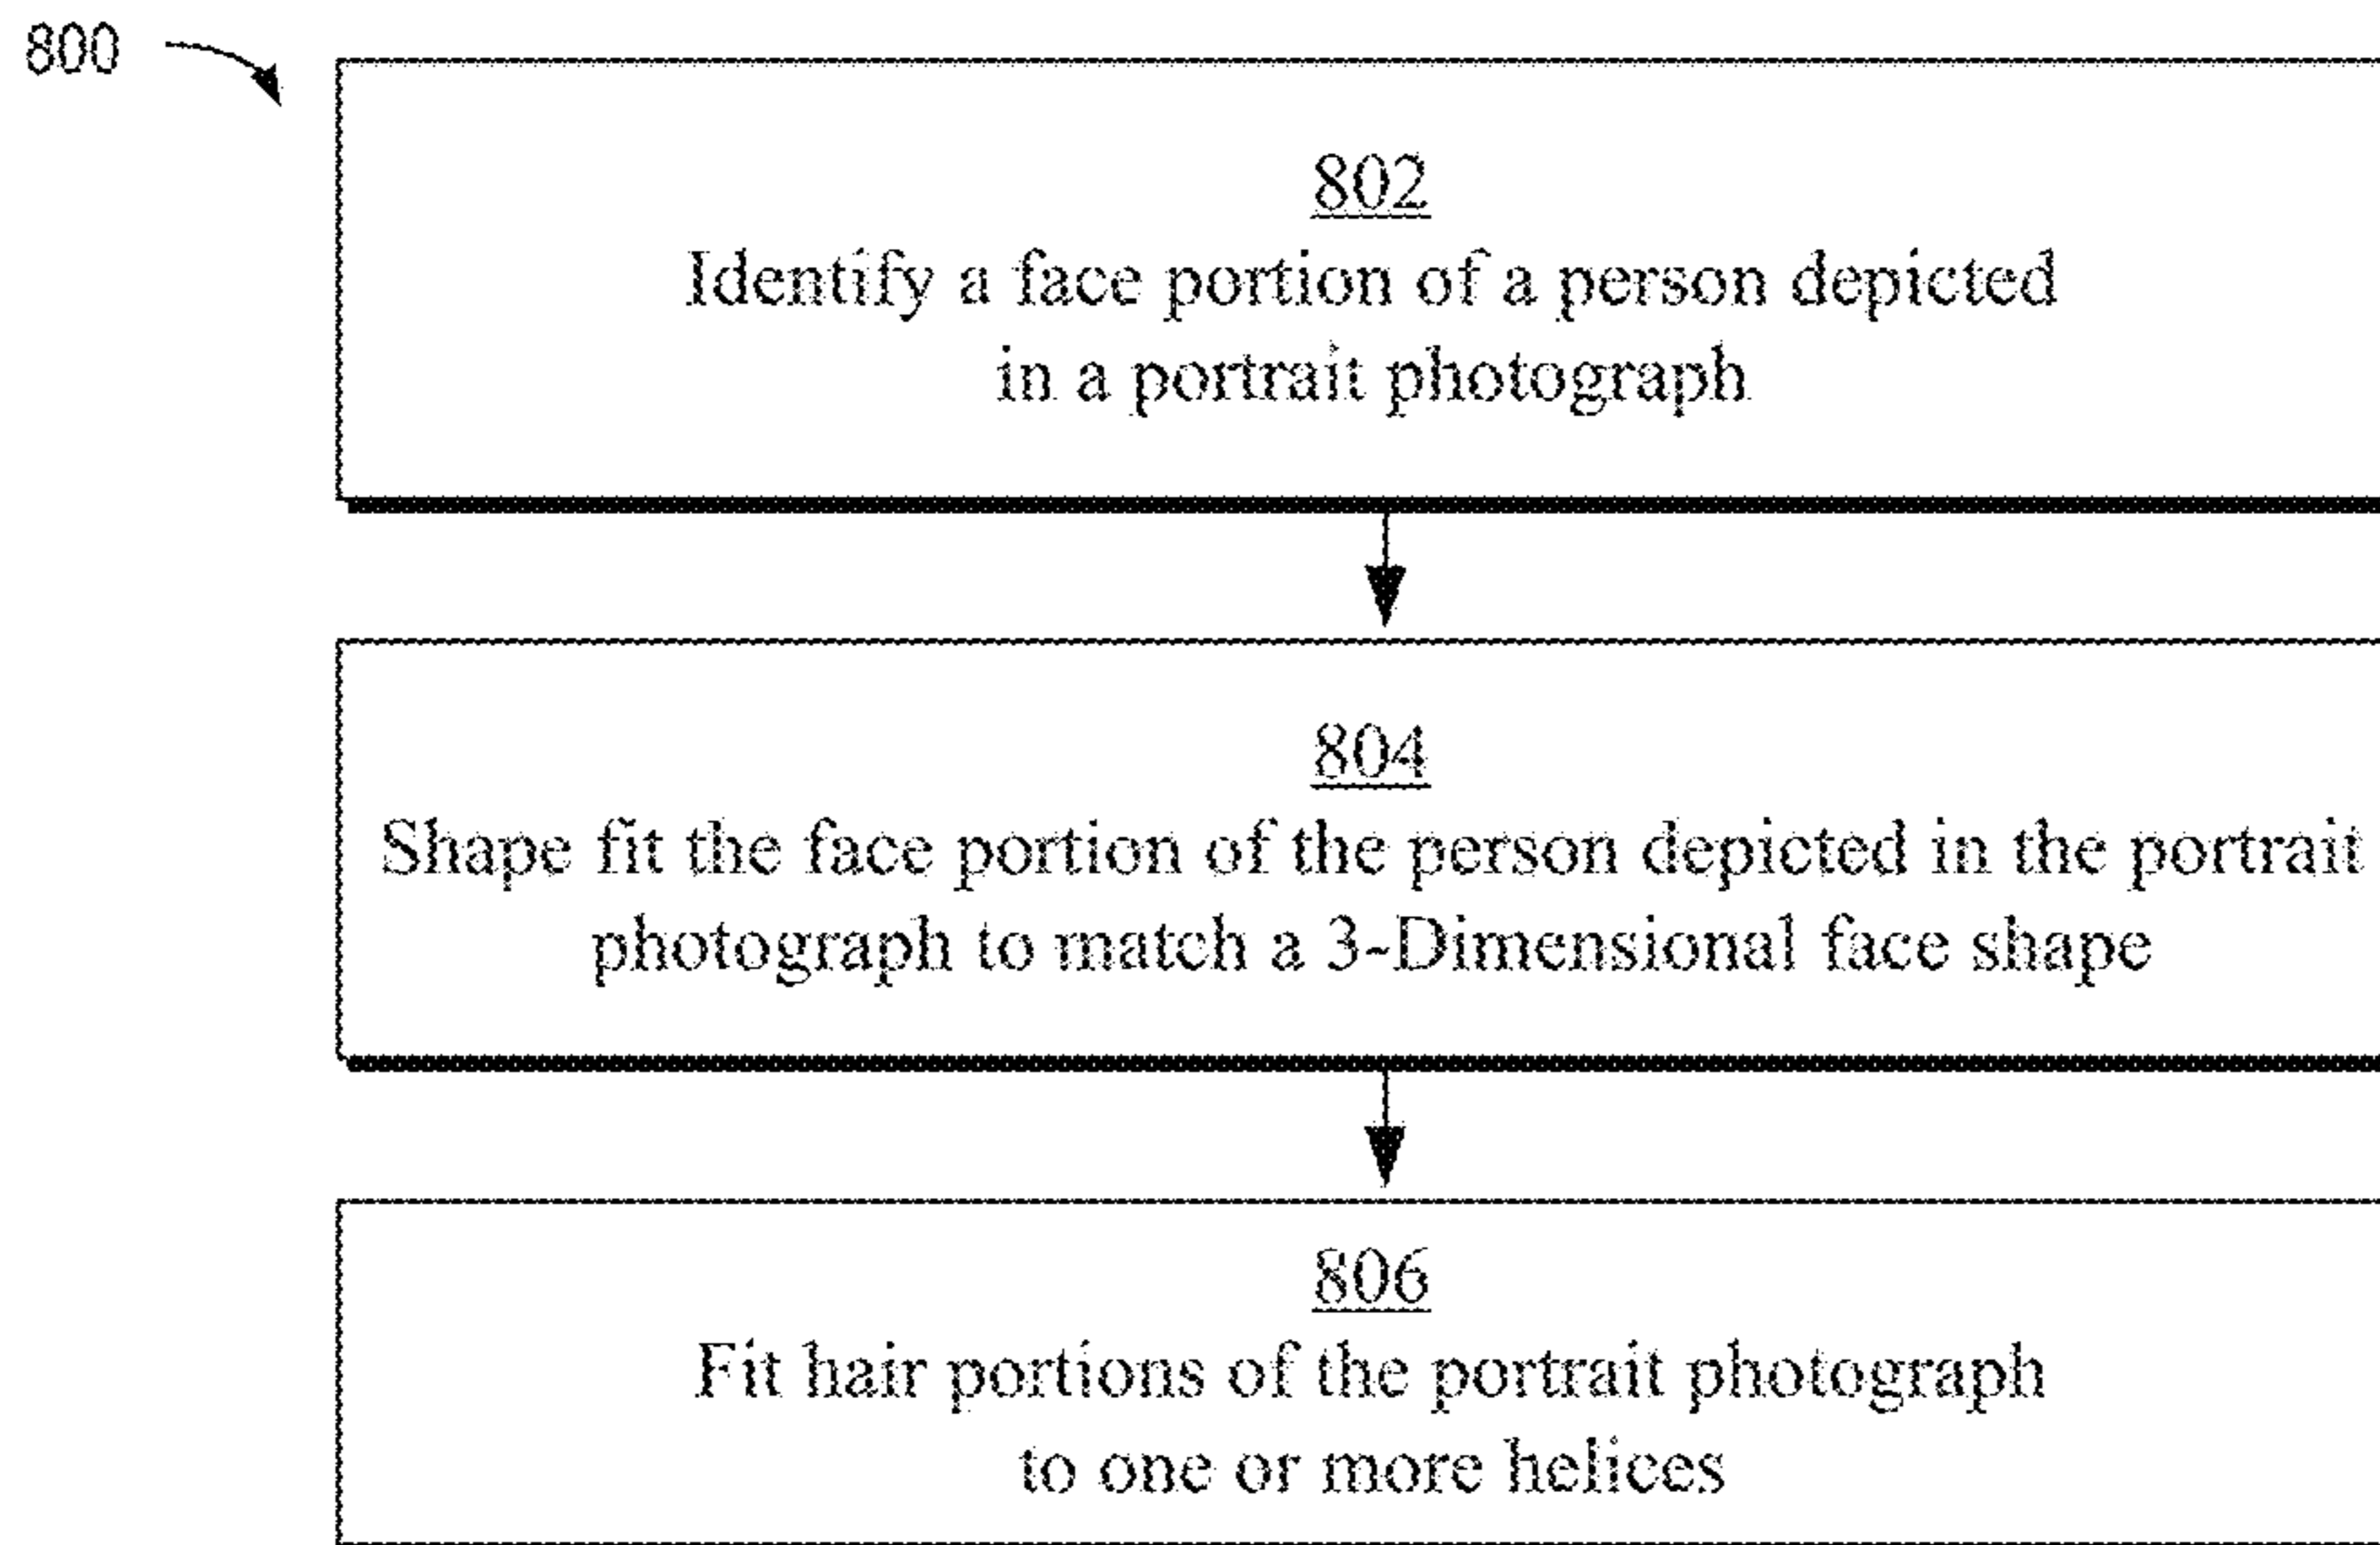 800
802
Identify a face portion of a person depicted
in a portrait photograph
804
Shape fit the face portion of the person depicted in the portrait
photograph to match a 3-Dimensional face shape
806
Fit hair portions of the portrait photograph
to one or more helices